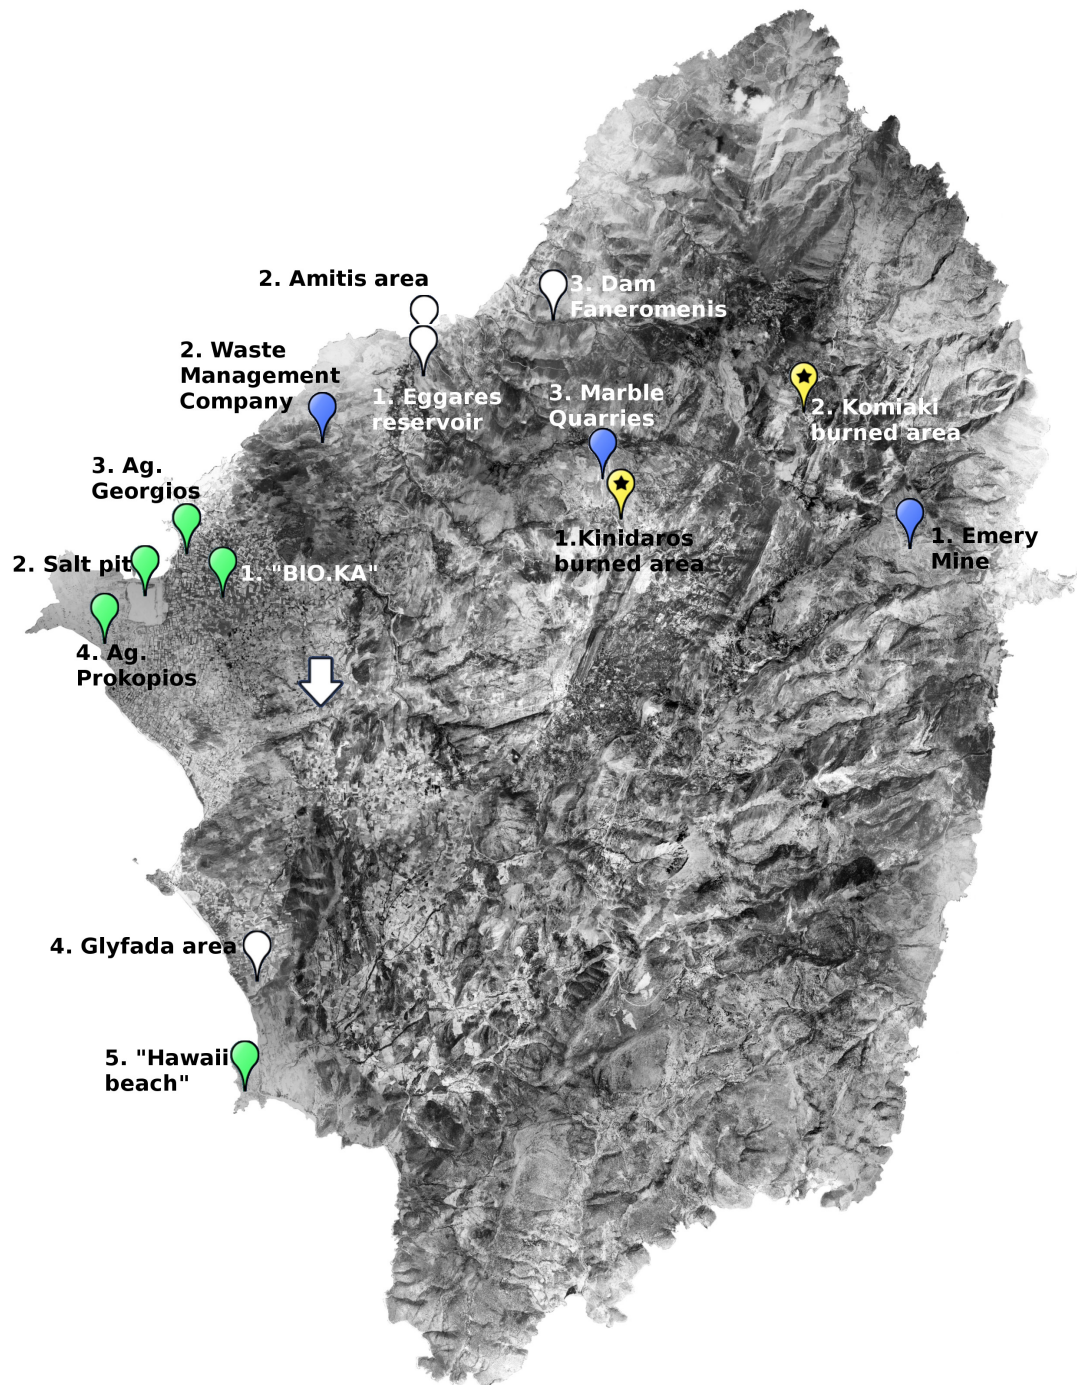 2. Amitis area
3. Dam
Faneromenis
2. Waste
Management
Company
1. Eggares
reservoir
3. Marble
Quarries
2. Komiaki
burned area
3. Ag.
Georgios
1.Kinidaros
burned area
1. Emery
Mine
2. Salt pit
1. "BIO.KA"
4. Ag.
Prokopios
4. Glyfada area
5. "Hawaii
beach"